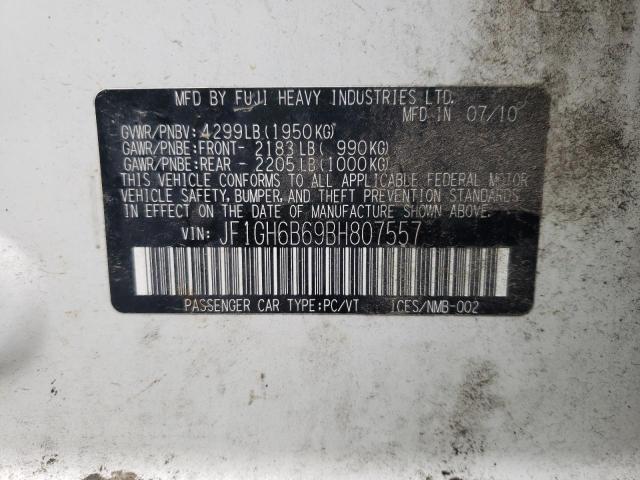 MFD BY FUJI HEAVY INDUSTRIES LTD.
MFD IN 07/10
GVWR/PNBV: 4299LB(1950KG)
GAWR/PNBE:FRONT- 2183LB( 990KG)
GAWR/PNBE:REAR - 2205LB(1000KG)
THIS VEHICLE CONFORMS TO ALL APPLICABLE FEDERAL MOTOR
VEHICLE SAFETY, BUMPER, AND THEFT PREVENTION STANDARDS
IN EFFECT ON THE DATE OF MANUFACTURE SHOWN ABOVE.
VIN: JF1GH6B69BH807557
PASSENGER CAR TYPE:PC/VT ICES/NMB-002